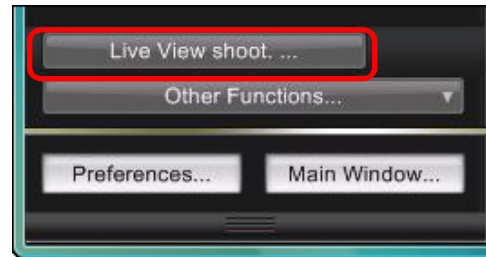 Live View shoot. ...
Other Functions...
Preferences... Main Window...